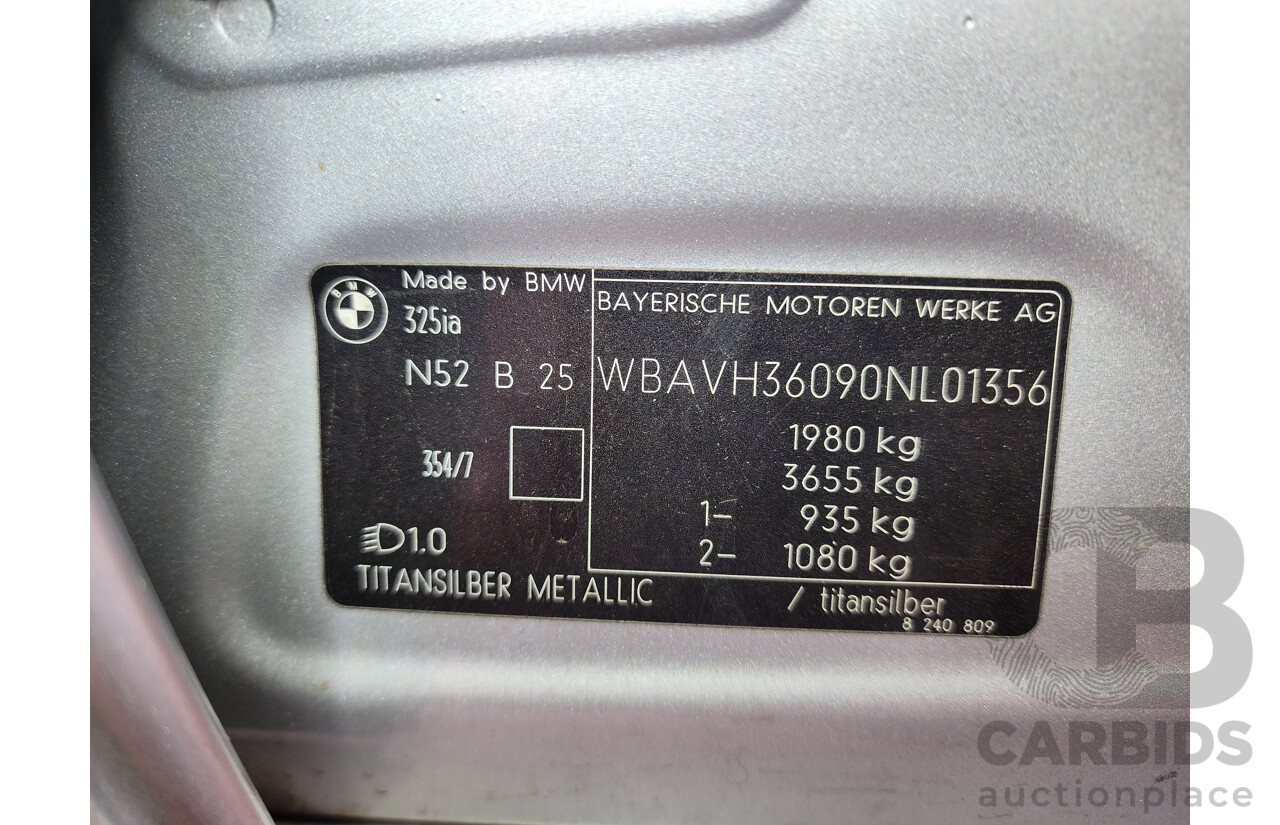 BMW
Made by BMW
325ia
N52 B 25
354/7
1.0
TITANSILBER METALLIC / titansilber
8 240 809
BAYERISCHE MOTOREN WERKE AG
WBAVH36090NL01356
1980 kg
3655 kg
1- 935 kg
2- 1080 kg
B
CARBIDS
auctionplace